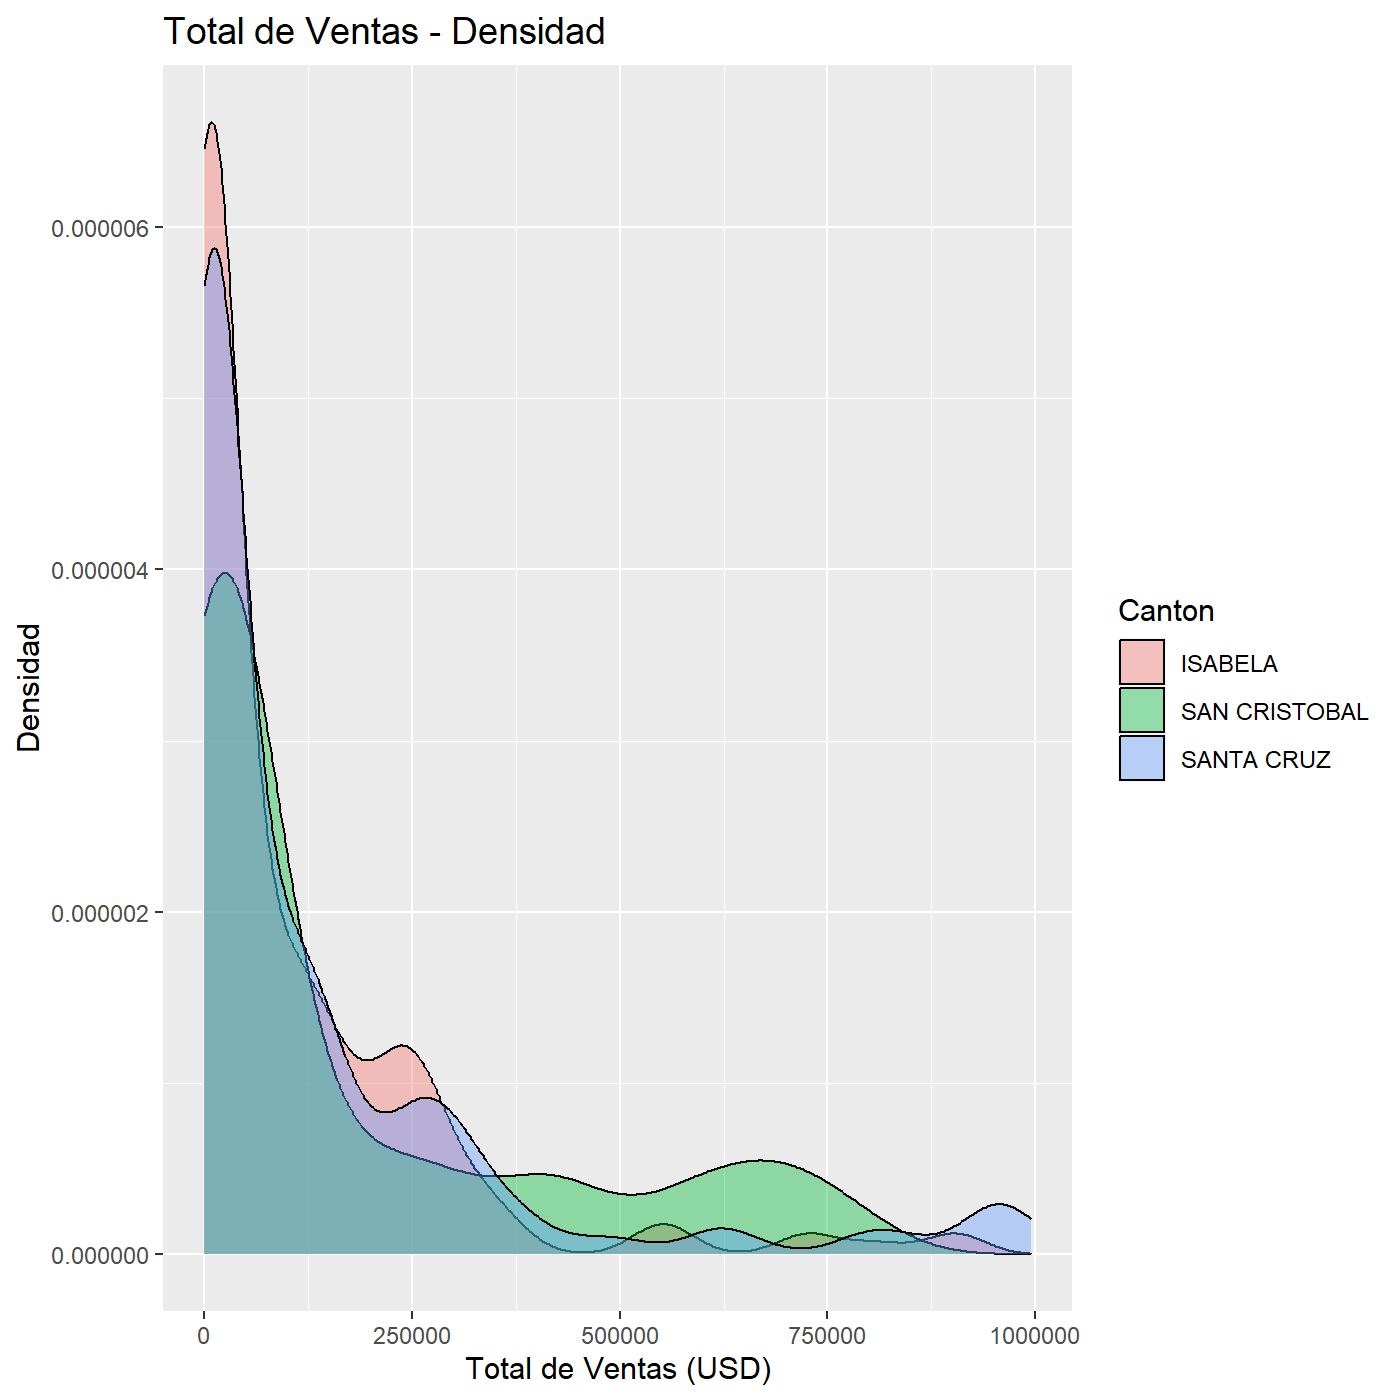 Total de Ventas - Densidad
0.000006
0.000004
0.000002
0.000000
Densidad
0
250000
500000
750000
1000000
Total de Ventas (USD)
Canton
ISABELA
SAN CRISTOBAL
SANTA CRUZ